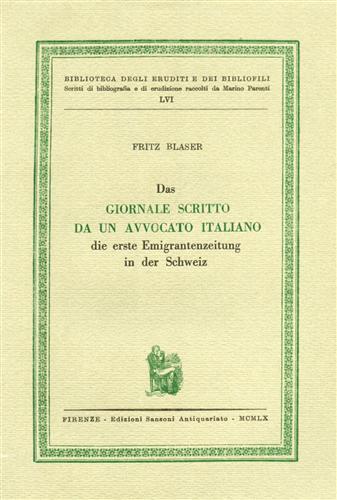 BIBLIOTECA DEGLI ERUDITI E DEI BIBLIOFILI
Scritti di bibliografia e di erudizione raccolti da Marino Parenti
LVI
FRITZ BLASER
Das
GIORNALE SCRITTO
DA UN AVVOCATO ITALIANO
die erste Emigrantenzeitung
in der Schweiz
FIRENZE - Edizioni Sansoni Antiquariato - MCMLX